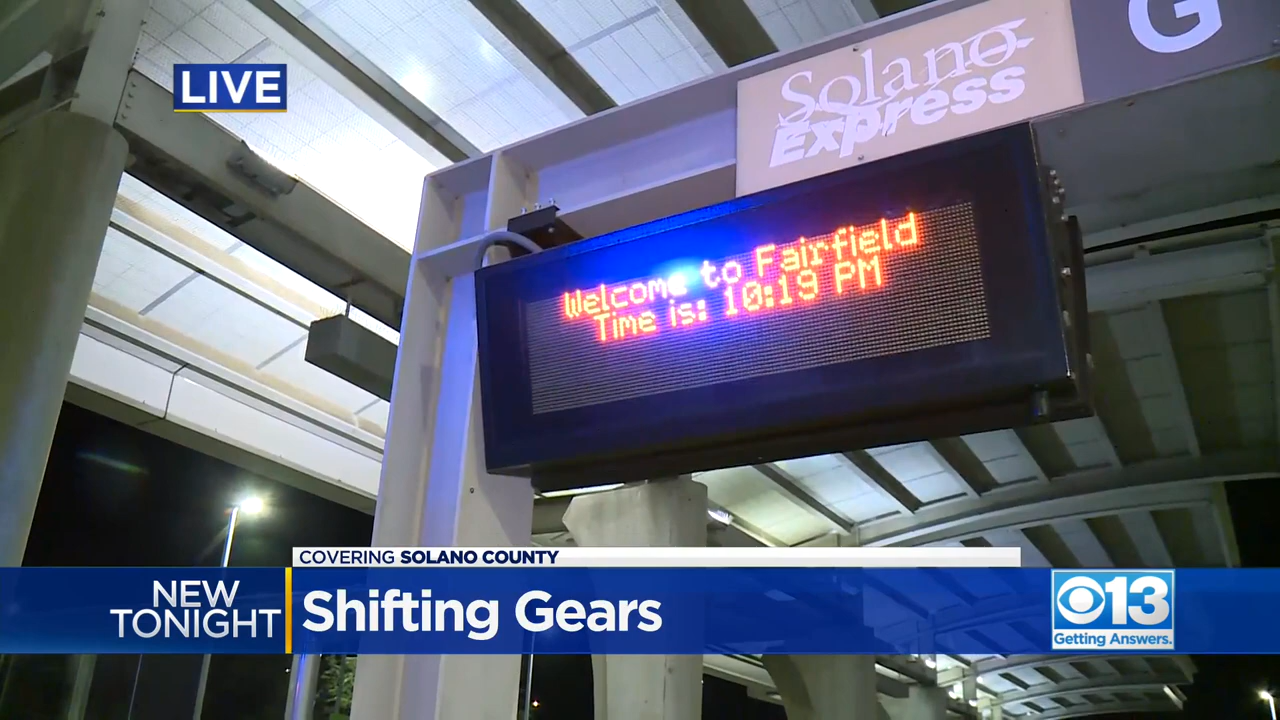 LIVE
Solano
Express
G
Welcome to Fairfield
Time is: 10:19 PM
COVERING SOLANO COUNTY
NEW
TONIGHT
Shifting Gears
13
Getting Answers.